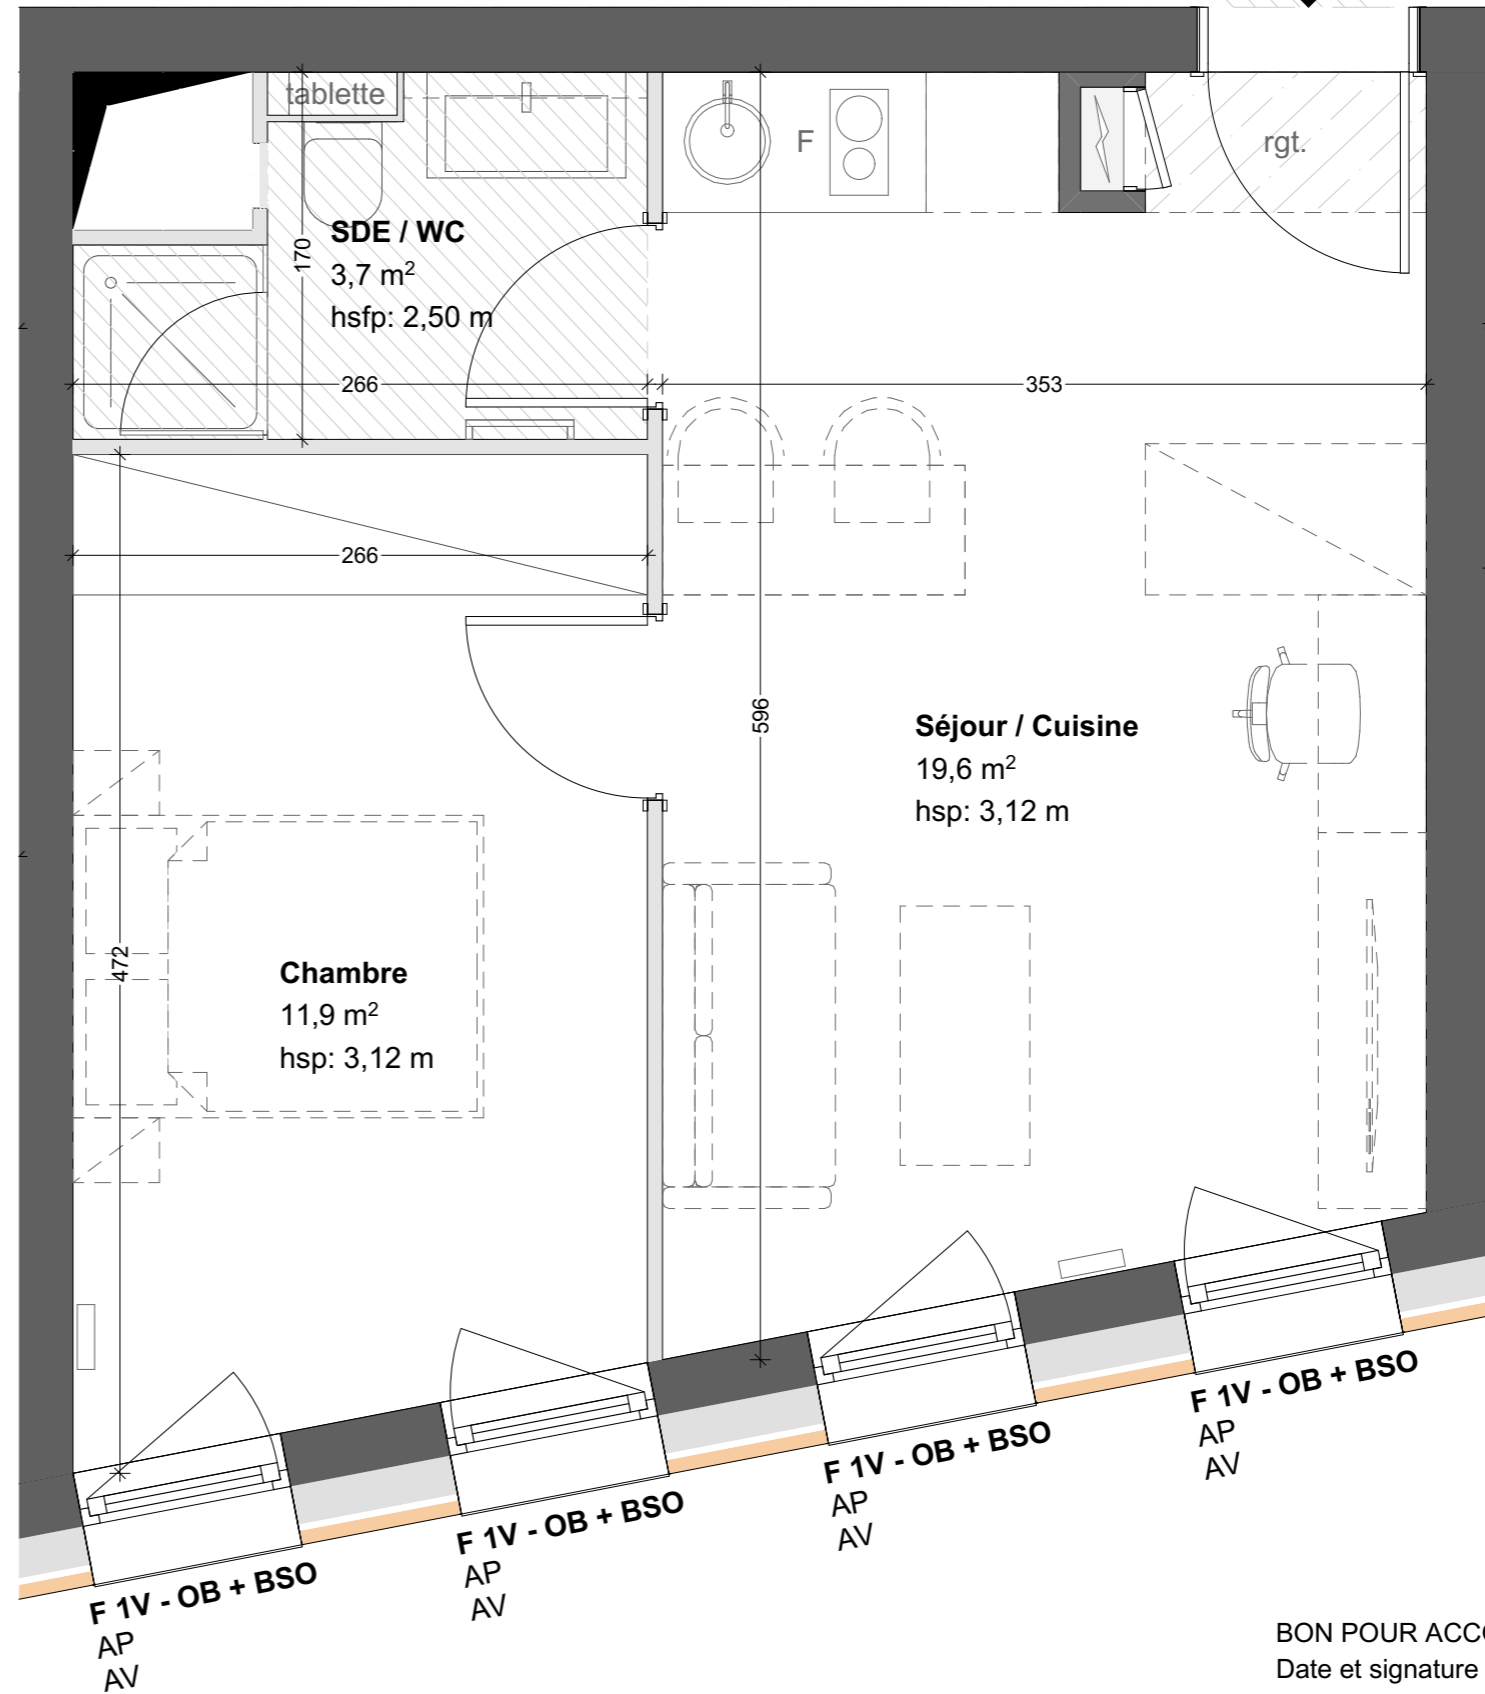 tablette
F
rgt.
SDE / WC
3,7 m²
hsfp: 2,50 m
170
266
353
266
596
Séjour / Cuisine
19,6 m²
hsp: 3,12 m
472
Chambre
11,9 m²
hsp: 3,12 m
F 1V - OB + BSO
AP
AV
F 1V - OB + BSO
AP
AV
F 1V - OB + BSO
AP
AV
F 1V - OB + BSO
AP
AV
BON POUR
Date et signature